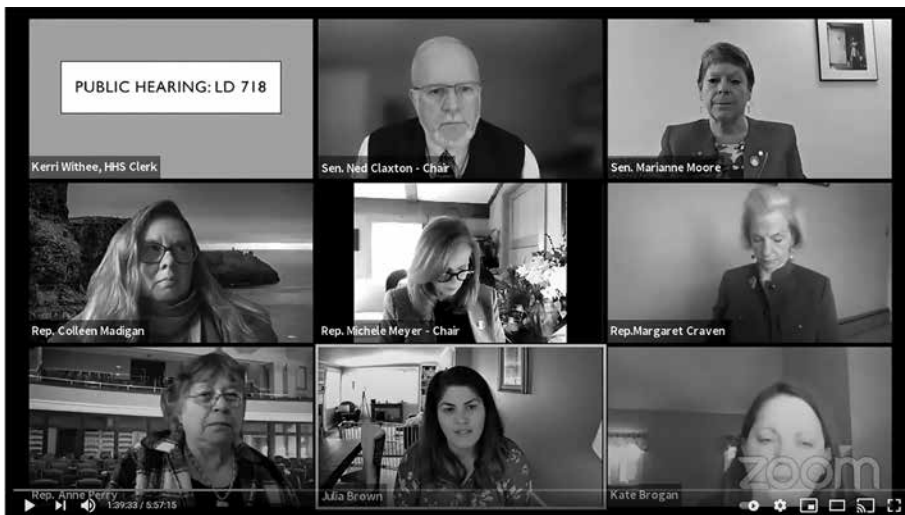 PUBLIC HEARING: LD 718
Kerri Withee, HHS Clerk
Sen. Ned Claxton - Chair
Sen. Marianne Moore
Rep. Colleen Madigan
Rep. Michele Meyer - Chair
Rep.Margaret Craven
Rep. Anne Perry
Julia Brown
Kate Brogan
zoom
1:39:33 / 5:57:15